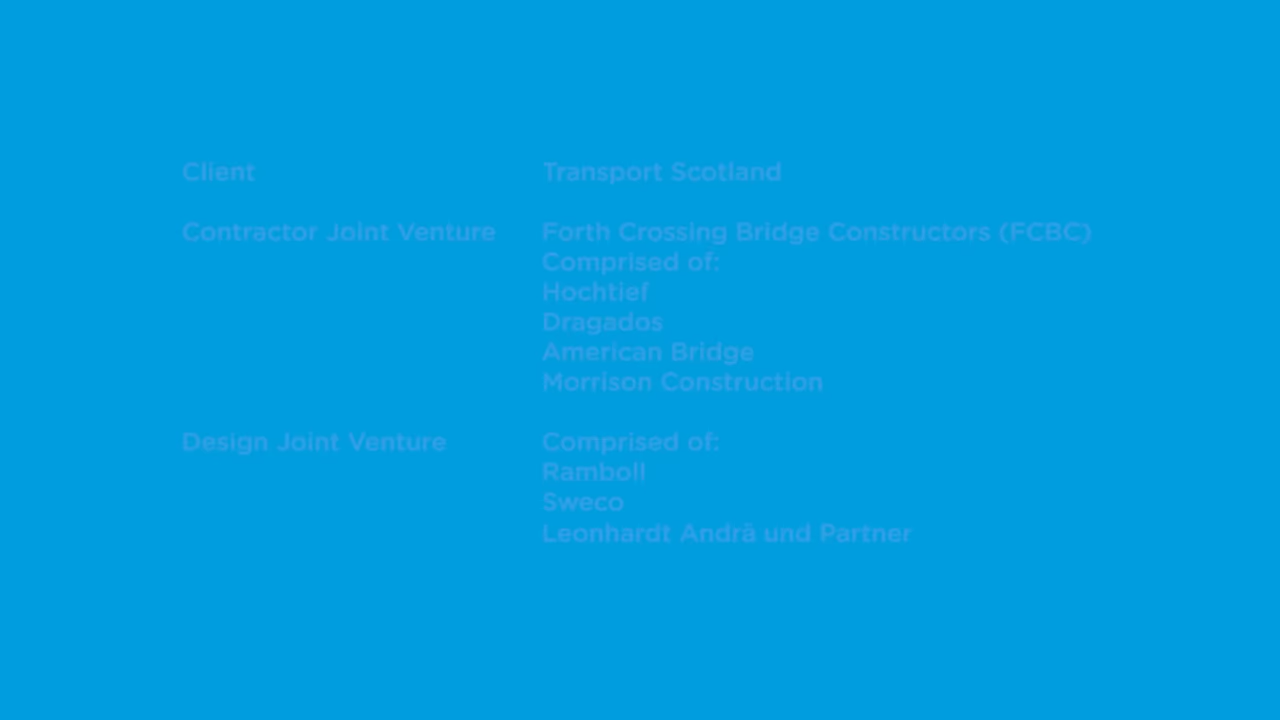 Client Transport Scotland
Contractor Joint Venture Forth Crossing Bridge Constructors (FCBC)
Comprised of:
Hochtief
Dragados
American Bridge
Morrison Construction
Design Joint Venture Comprised of:
Ramboll
Sweco
Leonhardt Andrä und Partner